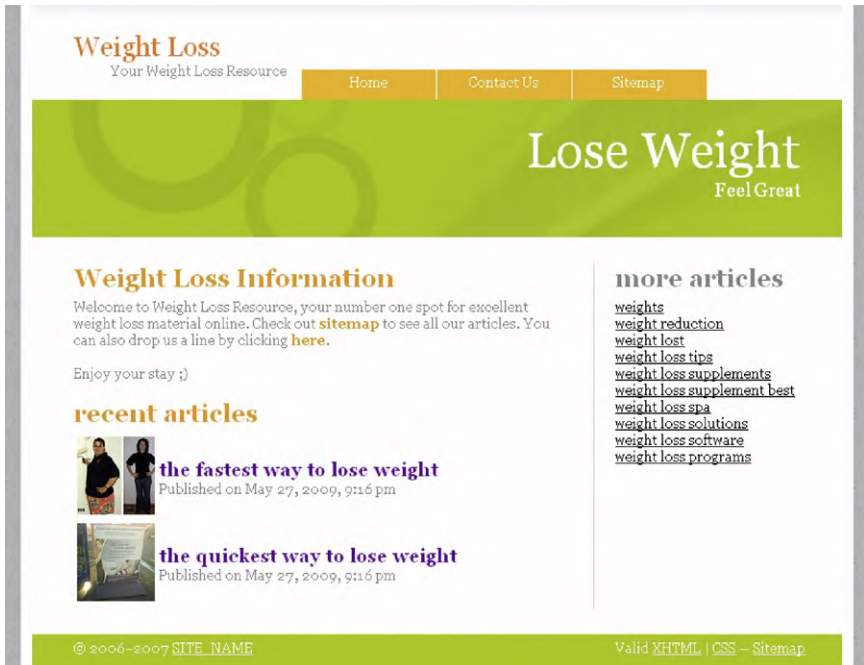 Weight Loss
Your Weight Loss Resource
Home
Contact Us
Sitemap
Lose Weight
Feel Great
Weight Loss Information
Welcome to Weight Loss Resource, your number one spot for excellent
weight loss material online. Check out sitemap to see all our articles. You
can also drop us a line by clicking here.
Enjoy your stay ;)
recent articles
the fastest way to lose weight
Published on May 27, 2009, 9:16 pm
the quickest way to lose weight
Published on May 27, 2009, 9:16 pm
more articles
weights
weight reduction
weight lost
weight loss tips
weight loss supplements
weight loss supplement best
weight loss spa
weight loss solutions
weight loss software
weight loss programs
© 2006-2007 SITE_NAME
Valid XHTML | CSS – Sitemap